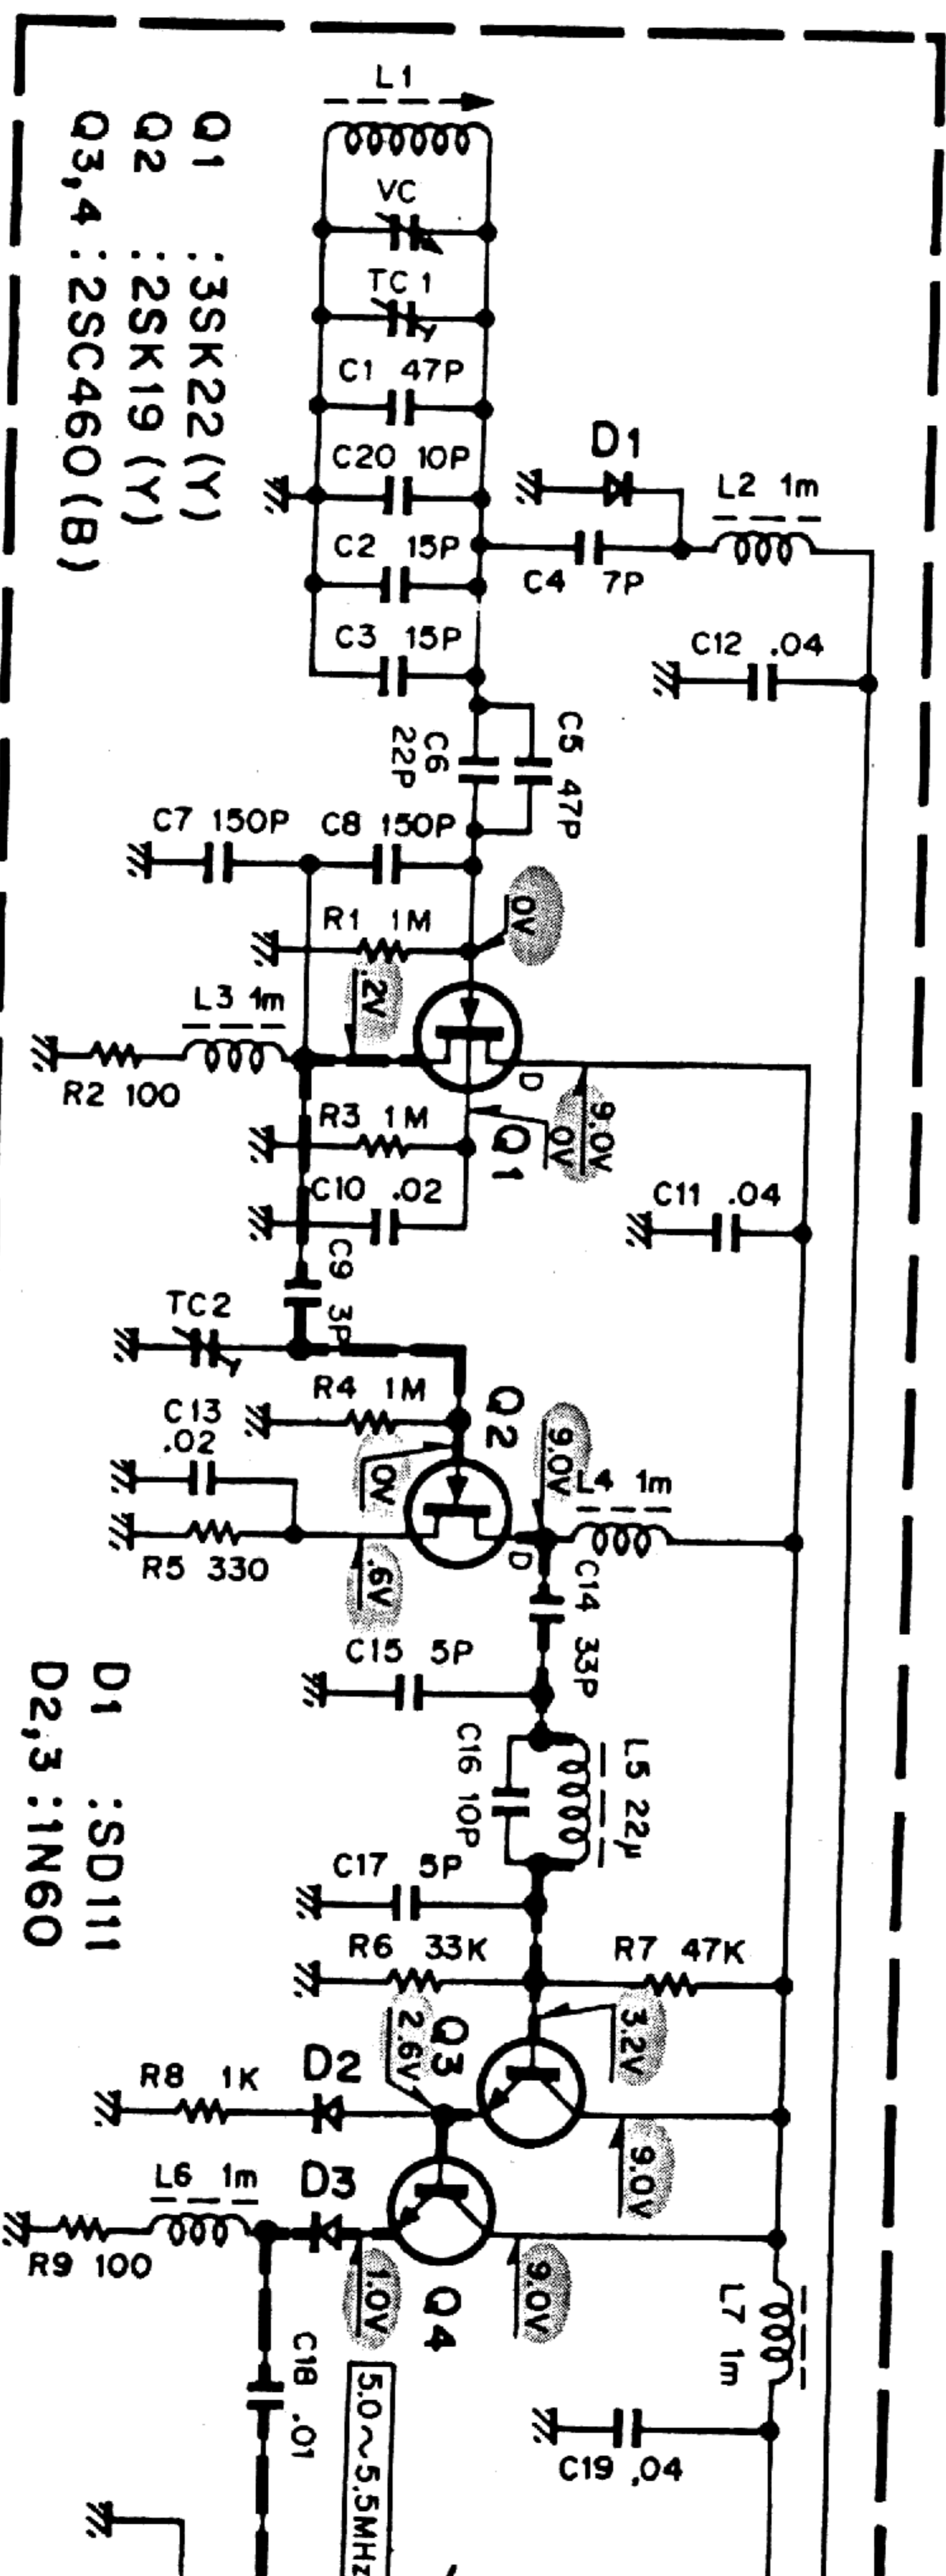 L1
VC
TC 1
C1 47P
C20 10P
C2 15P
C3 15P
D1
L2 1m
C4 7P
C12 .04
Q1 :3SK22(Y)
Q2 :2SK19(Y)
Q3,4 :2SC460(B)
C5 47P
C6
22P
C7 150P
C8 150P
0V
R1 1M
.2V
L3 1m
R2 100
D
9.0V
0V
Q1
R3 1M
C10 .02
C11 .04
C9 3P
TC2
R4 1M
Q2
C13
.02
0V
9.0V
L4 1m
D
R5 330
.6V
C14 33P
C15 5P
L5 22μ
C16 10P
C17 5P
D1 :SD111
D2,3 :1N60
R6 33K
R7 47K
3.2V
Q3
2.6V
D2
R8 1K
9.0V
D3
L6 1m
R9 100
1.0V
Q4
9.0V
L7 1m
C18 .01
5.0~5.5MHz
C19 .04